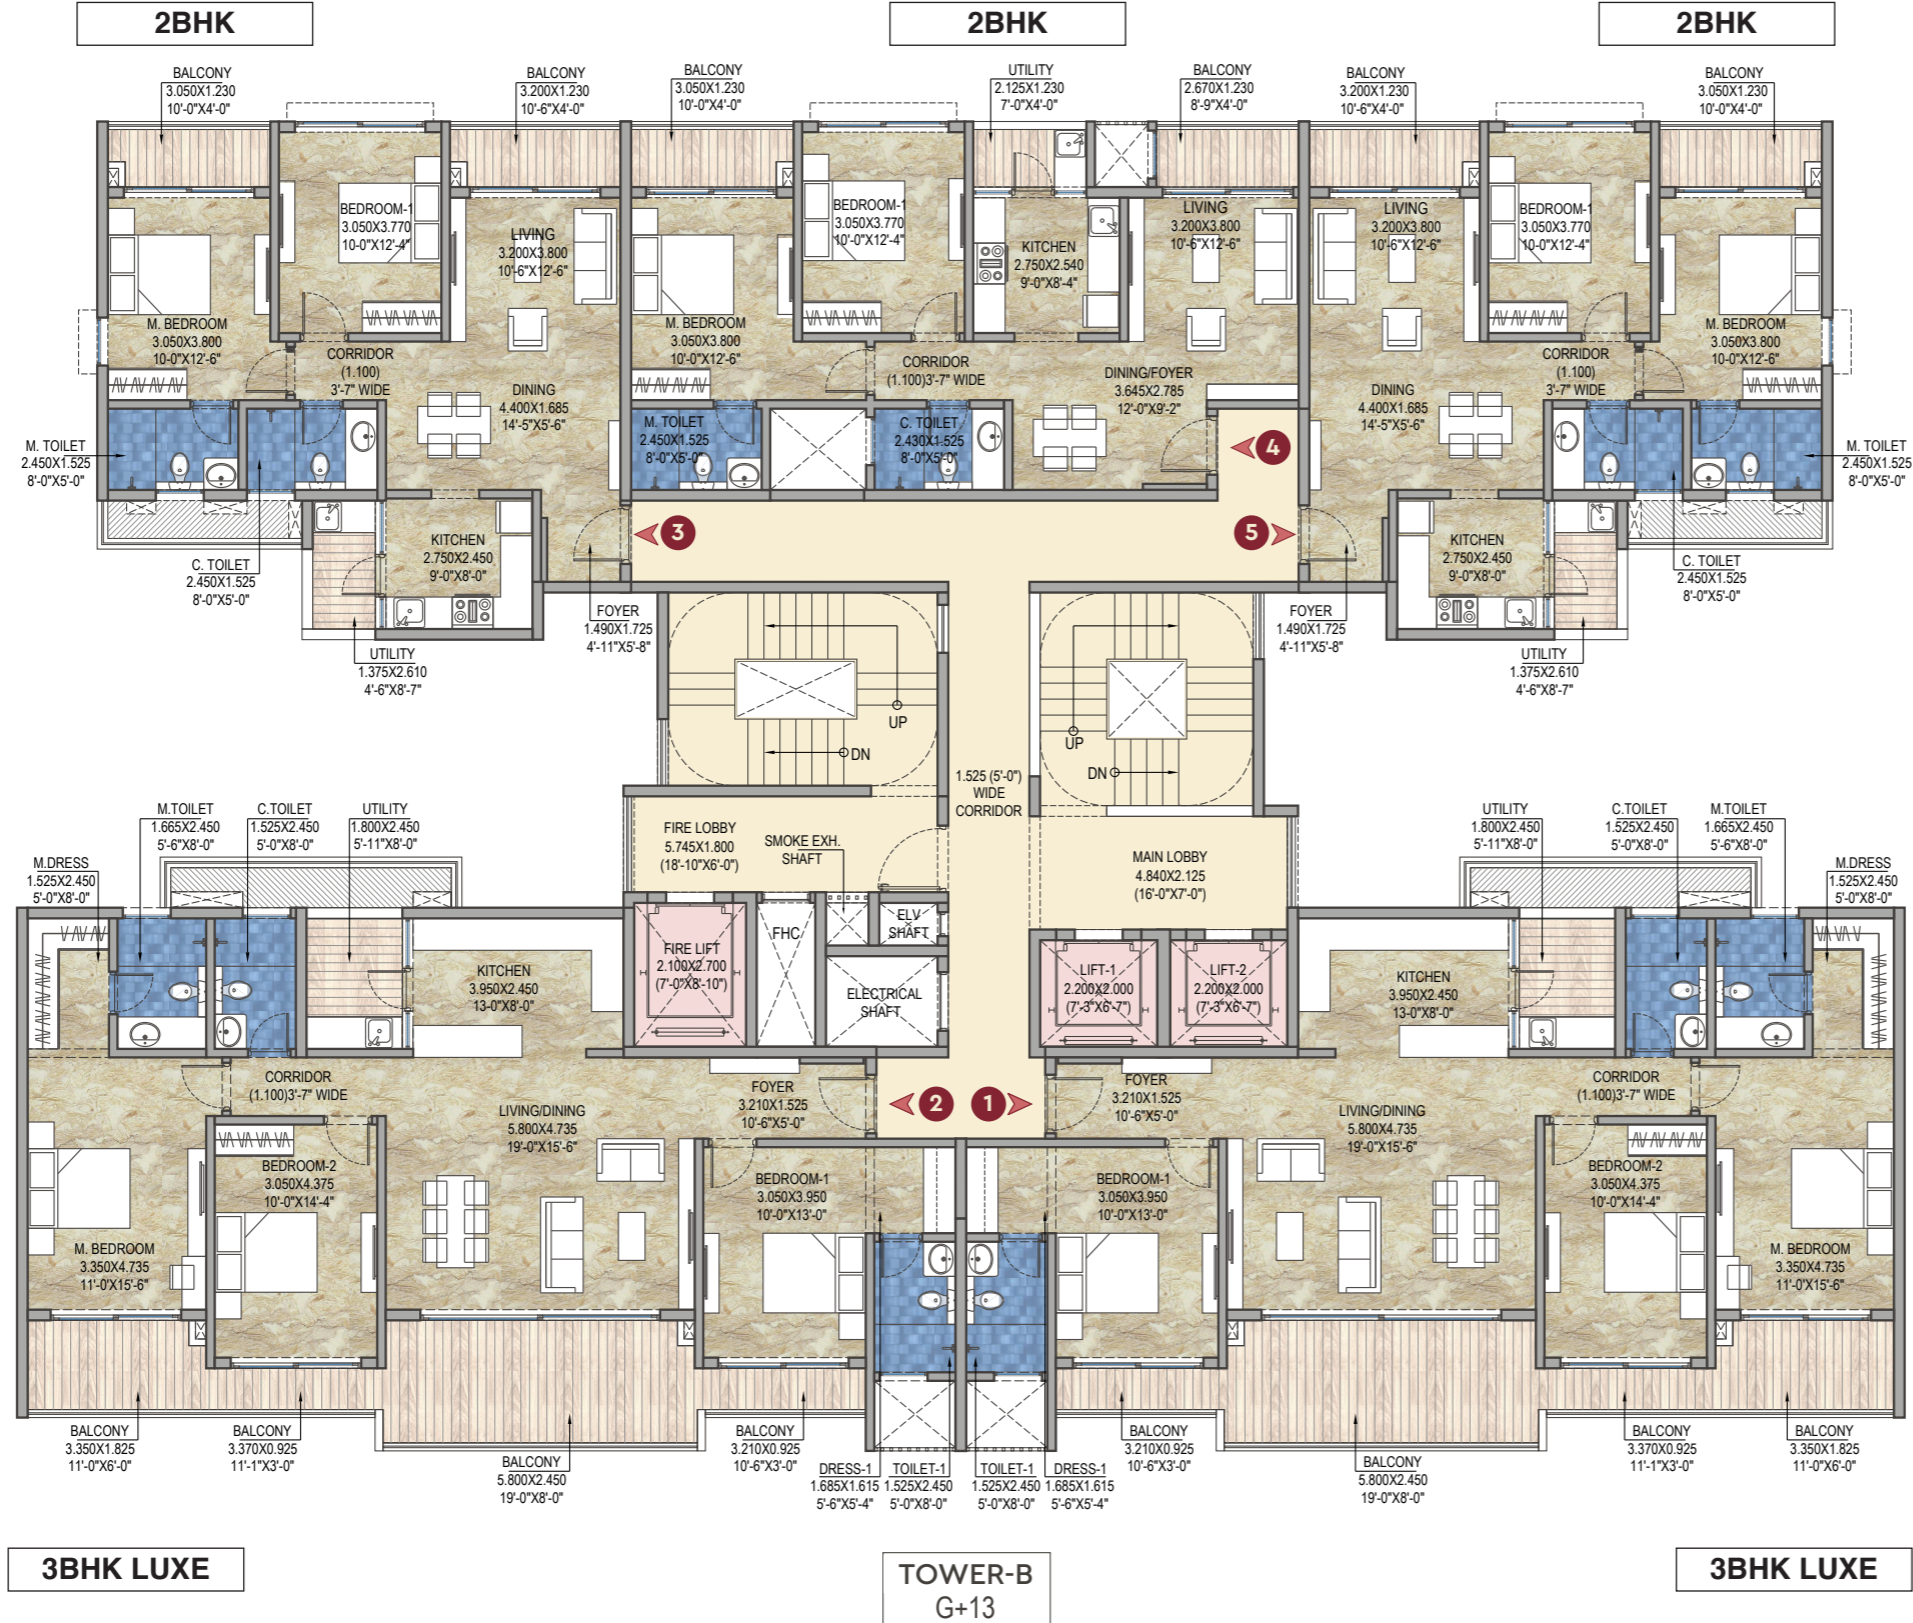 2BHK
2BHK
2BHK
BALCONY
3.050X1.230
10'-0"X4'-0"
BALCONY
3.200X1.230
10'-6"X4'-0"
BALCONY
3.050X1.230
10'-0"X4'-0"
UTILITY
2.125X1.230
7'-0"X4'-0"
BALCONY
2.670X1.230
8'-9"X4'-0"
BALCONY
3.200X1.230
10'-6"X4'-0"
BALCONY
3.050X1.230
10'-0"X4'-0"
BEDROOM-1
3.050X3.770
10-0"X12'-4"
LIVING
3.200X3.800
10'-6"X12'-6"
BEDROOM-1
3.050X3.770
10'-0"X12'-4"
KITCHEN
2.750X2.540
9'-0"X8'-4"
LIVING
3.200X3.800
10'-6"X12'-6"
LIVING
3.200X3.800
10'-6"X12'-6"
BEDROOM-1
3.050X3.770
10-0"X12'-4"
M. BEDROOM
3.050X3.800
10-0"X12'-6"
CORRIDOR
(1.100)
3'-7" WIDE
DINING
4.400X1.685
14'-5"X5'-6"
M. BEDROOM
3.050X3.800
10'-0"X12'-6"
CORRIDOR
(1.100)3'-7" WIDE
DINING/FOYER
3.645X2.785
12'-0"X9'-2"
DINING
4.400X1.685
14'-5"X5'-6"
CORRIDOR
(1.100)
3'-7" WIDE
M. BEDROOM
3.050X3.800
10-0"X12'-6"
M. TOILET
2.450X1.525
8'-0"X5'-0"
M. TOILET
2.450X1.525
8'-0"X5'-0"
C. TOILET
2.430X1.525
8'-0"X5'-0"
4
M. TOILET
2.450X1.525
8'-0"X5'-0"
C. TOILET
2.450X1.525
8'-0"X5'-0"
KITCHEN
2.750X2.450
9'-0"X8'-0"
3
5
KITCHEN
2.750X2.450
9'-0"X8'-0"
C. TOILET
2.450X1.525
8'-0"X5'-0"
FOYER
1.490X1.725
4'-11"X5'-8"
FOYER
1.490X1.725
4'-11"X5'-8"
UTILITY
1.375X2.610
4'-6"X8'-7"
UTILITY
1.375X2.610
4'-6"X8'-7"
UP
DN
UP
DN
1.525 (5'-0")
WIDE
CORRIDOR
M.DRESS
1.525X2.450
5'-0"X8'-0"
M.TOILET
1.665X2.450
5'-6"X8'-0"
C.TOILET
1.525X2.450
5'-0"X8'-0"
UTILITY
1.800X2.450
5'-11"X8'-0"
FIRE LOBBY
5.745X1.800
(18'-10"X6'-0")
SMOKE EXH.
SHAFT
MAIN LOBBY
4.840X2.125
(16'-0"X7'-0")
UTILITY
1.800X2.450
5'-11"X8'-0"
C.TOILET
1.525X2.450
5'-0"X8'-0"
M.TOILET
1.665X2.450
5'-6"X8'-0"
M.DRESS
1.525X2.450
5'-0"X8'-0"
KITCHEN
3.950X2.450
13-0"X8'-0"
FIRE LIFT
2.100X2.700
(7'-0"X8'-10")
FHC
ELV
SHAFT
ELECTRICAL
SHAFT
LIFT-1
2.200X2.000
(7'-3"X6'-7")
LIFT-2
2.200X2.000
(7'-3"X6'-7")
KITCHEN
3.950X2.450
13-0"X8'-0"
CORRIDOR
(1.100)3'-7" WIDE
LIVING/DINING
5.800X4.735
19'-0"X15'-6"
FOYER
3.210X1.525
10'-6"X5'-0"
2
1
FOYER
3.210X1.525
10'-6"X5'-0"
LIVING/DINING
5.800X4.735
19'-0"X15'-6"
CORRIDOR
(1.100)3'-7" WIDE
M. BEDROOM
3.350X4.735
11'-0'X15'-6"
BEDROOM-2
3.050X4.375
10'-0"X14'-4"
BEDROOM-1
3.050X3.950
10'-0"X13'-0"
BEDROOM-1
3.050X3.950
10'-0"X13'-0"
BEDROOM-2
3.050X4.375
10'-0"X14'-4"
M. BEDROOM
3.350X4.735
11'-0'X15'-6"
BALCONY
3.350X1.825
11'-0"X6'-0"
BALCONY
3.370X0.925
11'-1"X3'-0"
BALCONY
5.800X2.450
19'-0"X8'-0"
BALCONY
3.210X0.925
10'-6"X3'-0"
DRESS-1
1.685X1.615
5'-6"X5'-4"
TOILET-1
1.525X2.450
5'-0"X8'-0"
TOILET-1
1.525X2.450
5'-0"X8'-0"
DRESS-1
1.685X1.615
5'-6"X5'-4"
BALCONY
3.210X0.925
10'-6"X3'-0"
BALCONY
5.800X2.450
19'-0"X8'-0"
BALCONY
3.370X0.925
11'-1"X3'-0"
BALCONY
3.350X1.825
11'-0"X6'-0"
3BHK LUXE
TOWER-B
G+13
3BHK LUXE